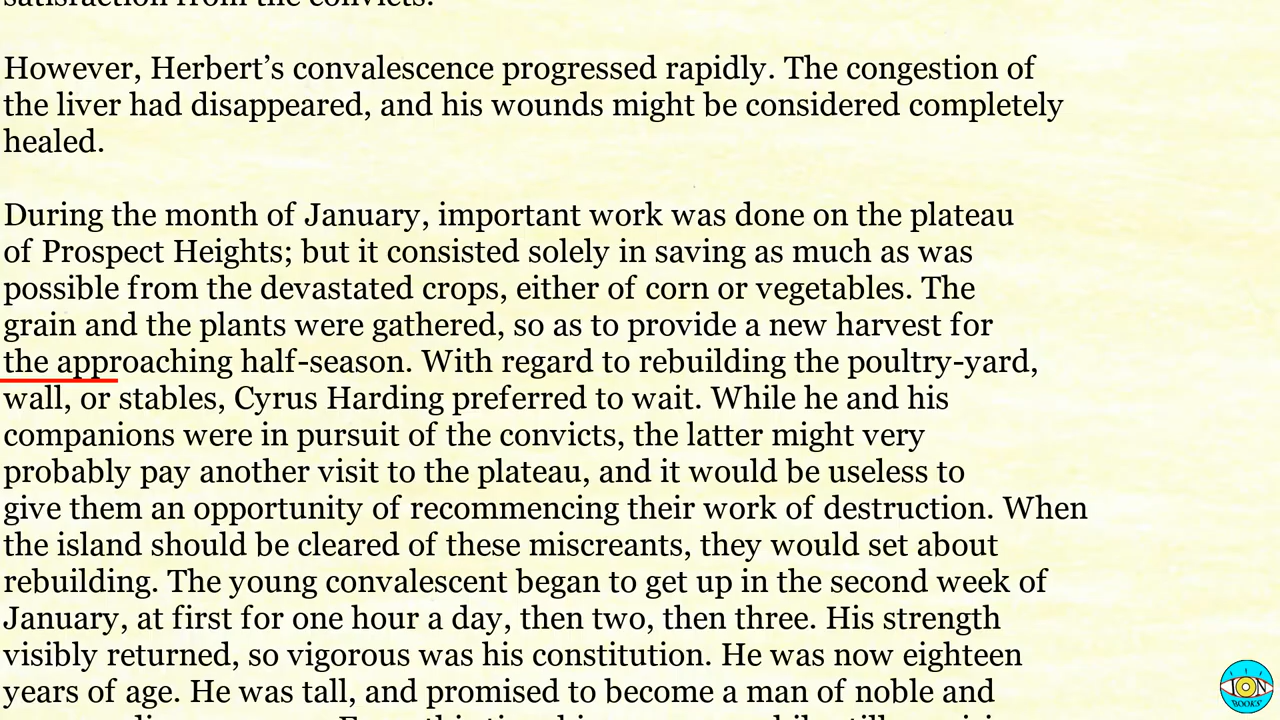 satisfaction from the convicts.
However, Herbert’s convalescence progressed rapidly. The congestion of
the liver had disappeared, and his wounds might be considered completely
healed.
During the month of January, important work was done on the plateau
of Prospect Heights; but it consisted solely in saving as much as was
possible from the devastated crops, either of corn or vegetables. The
grain and the plants were gathered, so as to provide a new harvest for
the approaching half-season. With regard to rebuilding the poultry-yard,
wall, or stables, Cyrus Harding preferred to wait. While he and his
companions were in pursuit of the convicts, the latter might very
probably pay another visit to the plateau, and it would be useless to
give them an opportunity of recommencing their work of destruction. When
the island should be cleared of these miscreants, they would set about
rebuilding. The young convalescent began to get up in the second week of
January, at first for one hour a day, then two, then three. His strength
visibly returned, so vigorous was his constitution. He was now eighteen
years of age. He was tall, and promised to become a man of noble and
ION
BOOKS